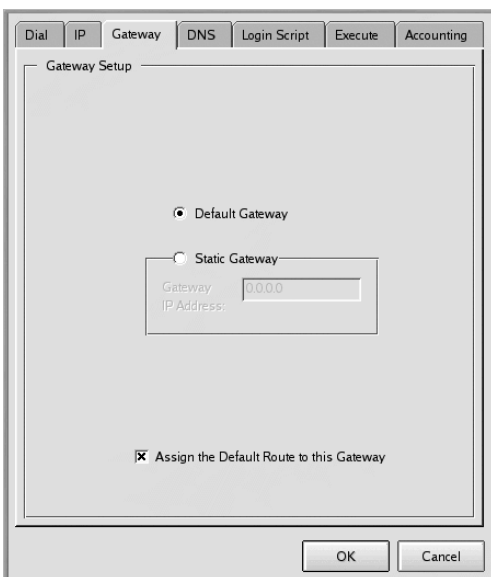 Dial IP Gateway DNS Login Script Execute Accounting
Gateway Setup
Default Gateway
Static Gateway
Gateway 0.0.0.0
IP Address:
Assign the Default Route to this Gateway
OK Cancel